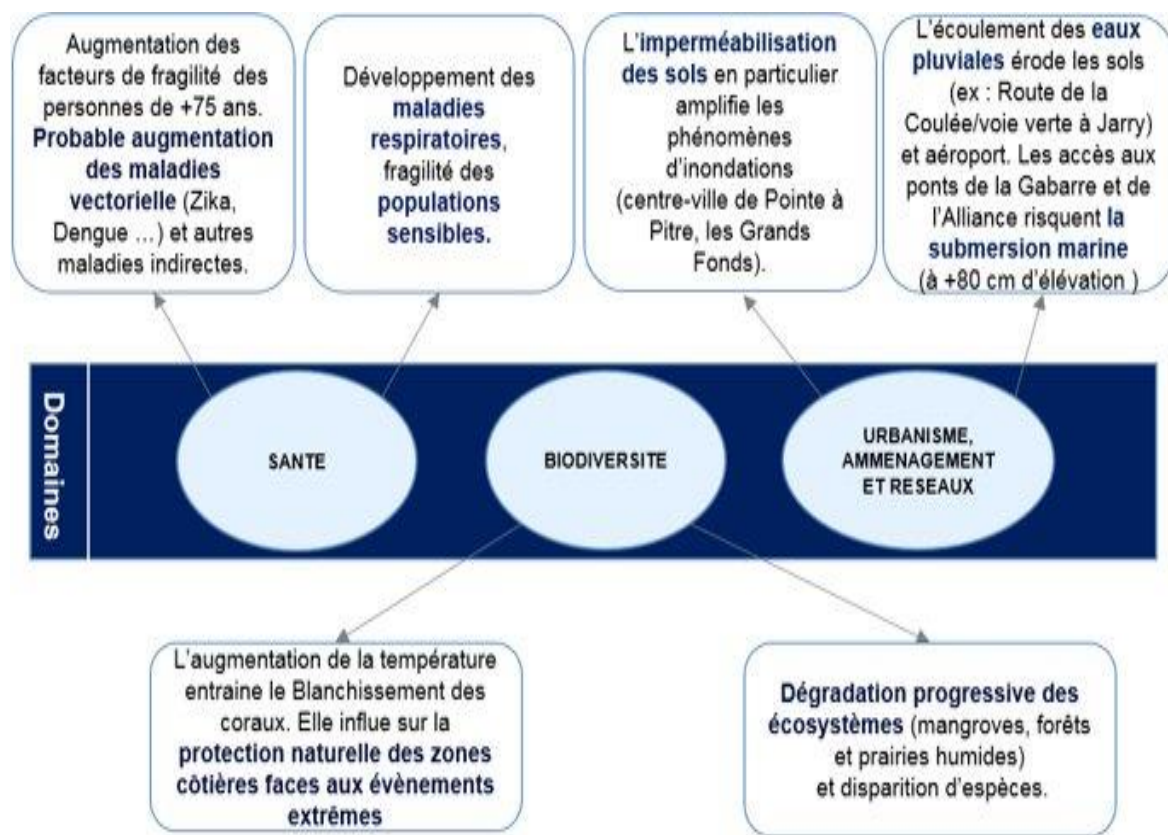 Augmentation des
facteurs de fragilité des
personnes de +75 ans.
Probable augmentation
des maladies
vectorielle (Zika,
Dengue ...) et autres
maladies indirectes.
Développement des
maladies
respiratoires,
fragilité des
populations
sensibles.
L'imperméabilisation
des sols en particulier
amplifie les
phénomènes
d'inondations
(centre-ville de Pointe à
Pitre, les Grands
Fonds).
L'écoulement des eaux
pluviales érode les sols
(ex : Route de la
Coulée/voie verte à Jarry)
et aéroport. Les accès aux
ponts de la Gabarre et de
l'Alliance risquent la
submersion marine
(à +80 cm d'élévation )
Domaines
SANTE
BIODIVERSITE
URBANISME,
AMMENAGEMENT
ET RESEAUX
L'augmentation de la température
entraine le Blanchissement des
coraux. Elle influe sur la
protection naturelle des zones
côtières faces aux évènements
extrêmes
Dégradation progressive des
écosystèmes (mangroves, forêts
et prairies humides)
et disparition d'espèces.